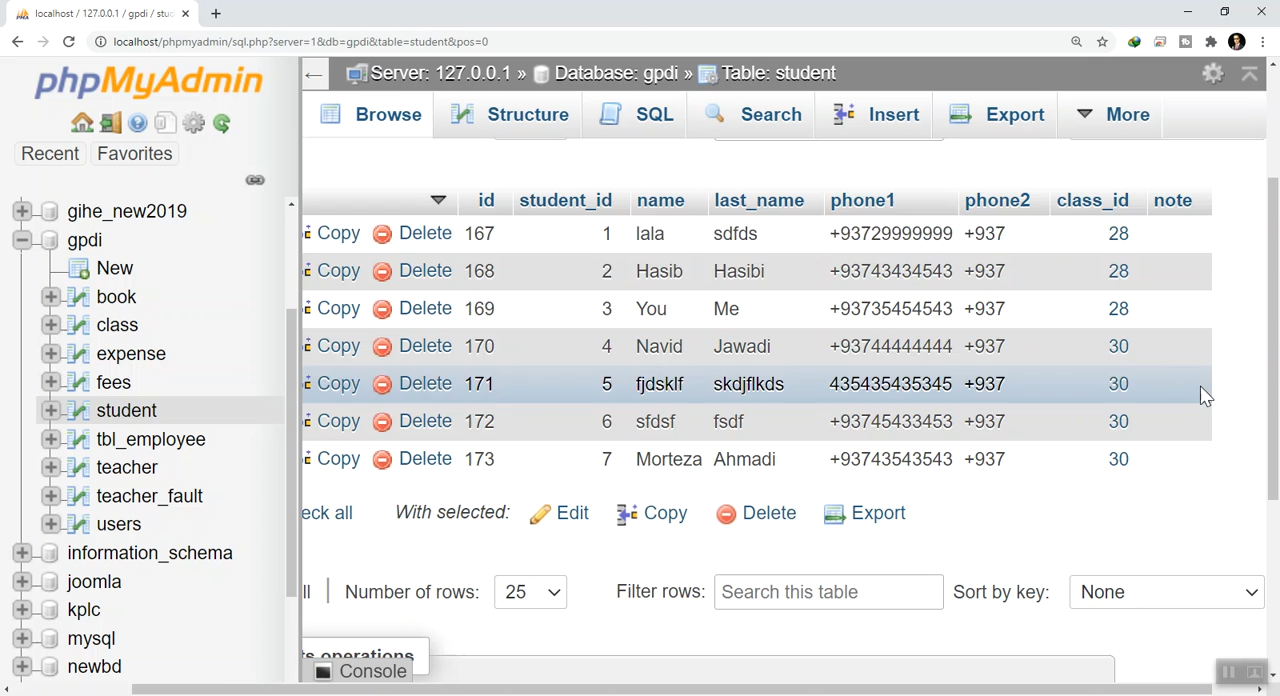 localhost / 127.0.0.1 / gpdi / stud
localhost/phpmyadmin/sql.php?server=1&db=gpdi&table=student&pos=0
phpMyAdmin
Recent Favorites
gihe_new2019
gpdi
New
book
class
expense
fees
student
tbl_employee
teacher
teacher_fault
users
information_schema
joomla
kplc
mysql
newbd
Server: 127.0.0.1 » Database: gpdi » Table: student
Browse Structure SQL Search Insert Export More
id student_id name last_name phone1 phone2 class_id note
Copy Delete 167 1 lala sdfds +93729999999 +937 28
Copy Delete 168 2 Hasib Hasibi +93743434543 +937 28
Copy Delete 169 3 You Me +93735454543 +937 28
Copy Delete 170 4 Navid Jawadi +93744444444 +937 30
Copy Delete 171 5 fjdsklf skdjflkds 435435435345 +937 30
Copy Delete 172 6 sfdsf fsdf +93745433453 +937 30
Copy Delete 173 7 Morteza Ahmadi +93743543543 +937 30
eck all With selected: Edit Copy Delete Export
ll Number of rows: 25 Filter rows: Search this table Sort by key: None
ts operations
Console